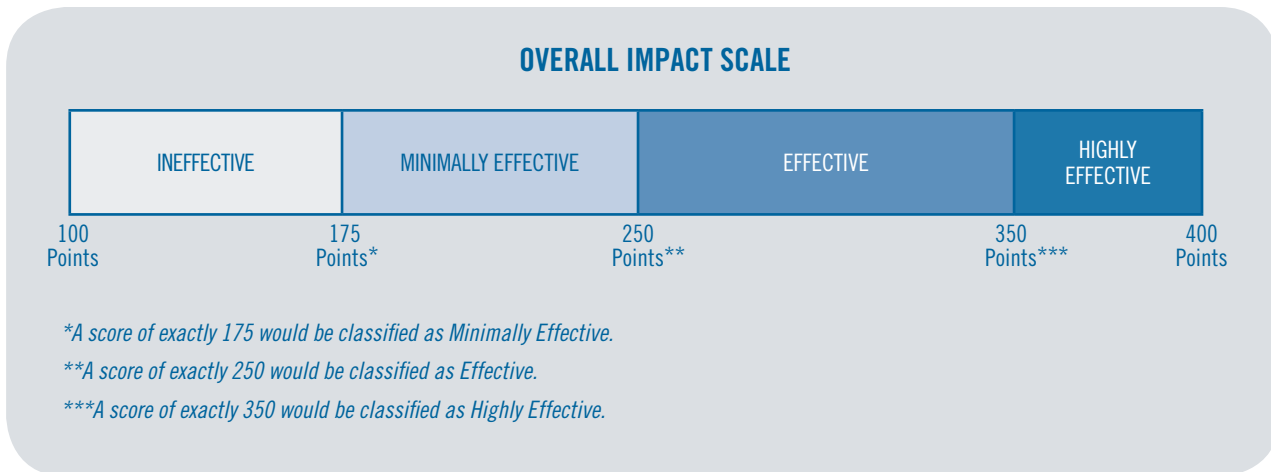 OVERALL IMPACT SCALE
INEFFECTIVE
MINIMALLY EFFECTIVE
EFFECTIVE
HIGHLY
EFFECTIVE
100
Points
175
Points*
250
Points**
350
Points***
400
Points
*A score of exactly 175 would be classified as Minimally Effective.
**A score of exactly 250 would be classified as Effective.
***A score of exactly 350 would be classified as Highly Effective.